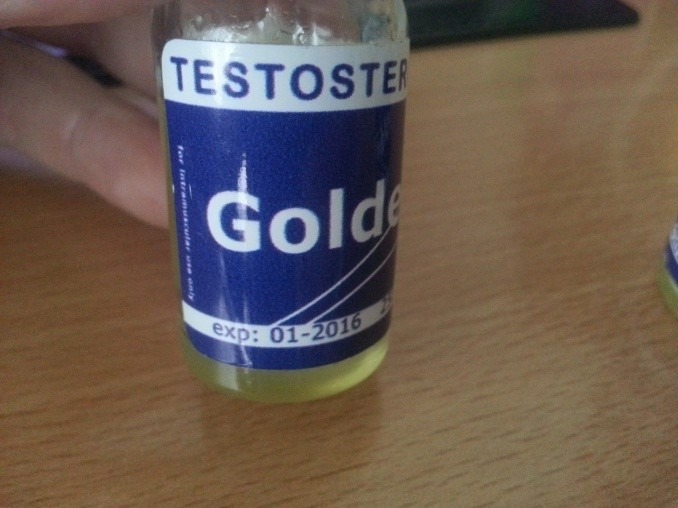 TESTOSTER
for intramuscular use only
Golde
exp: 01-2016